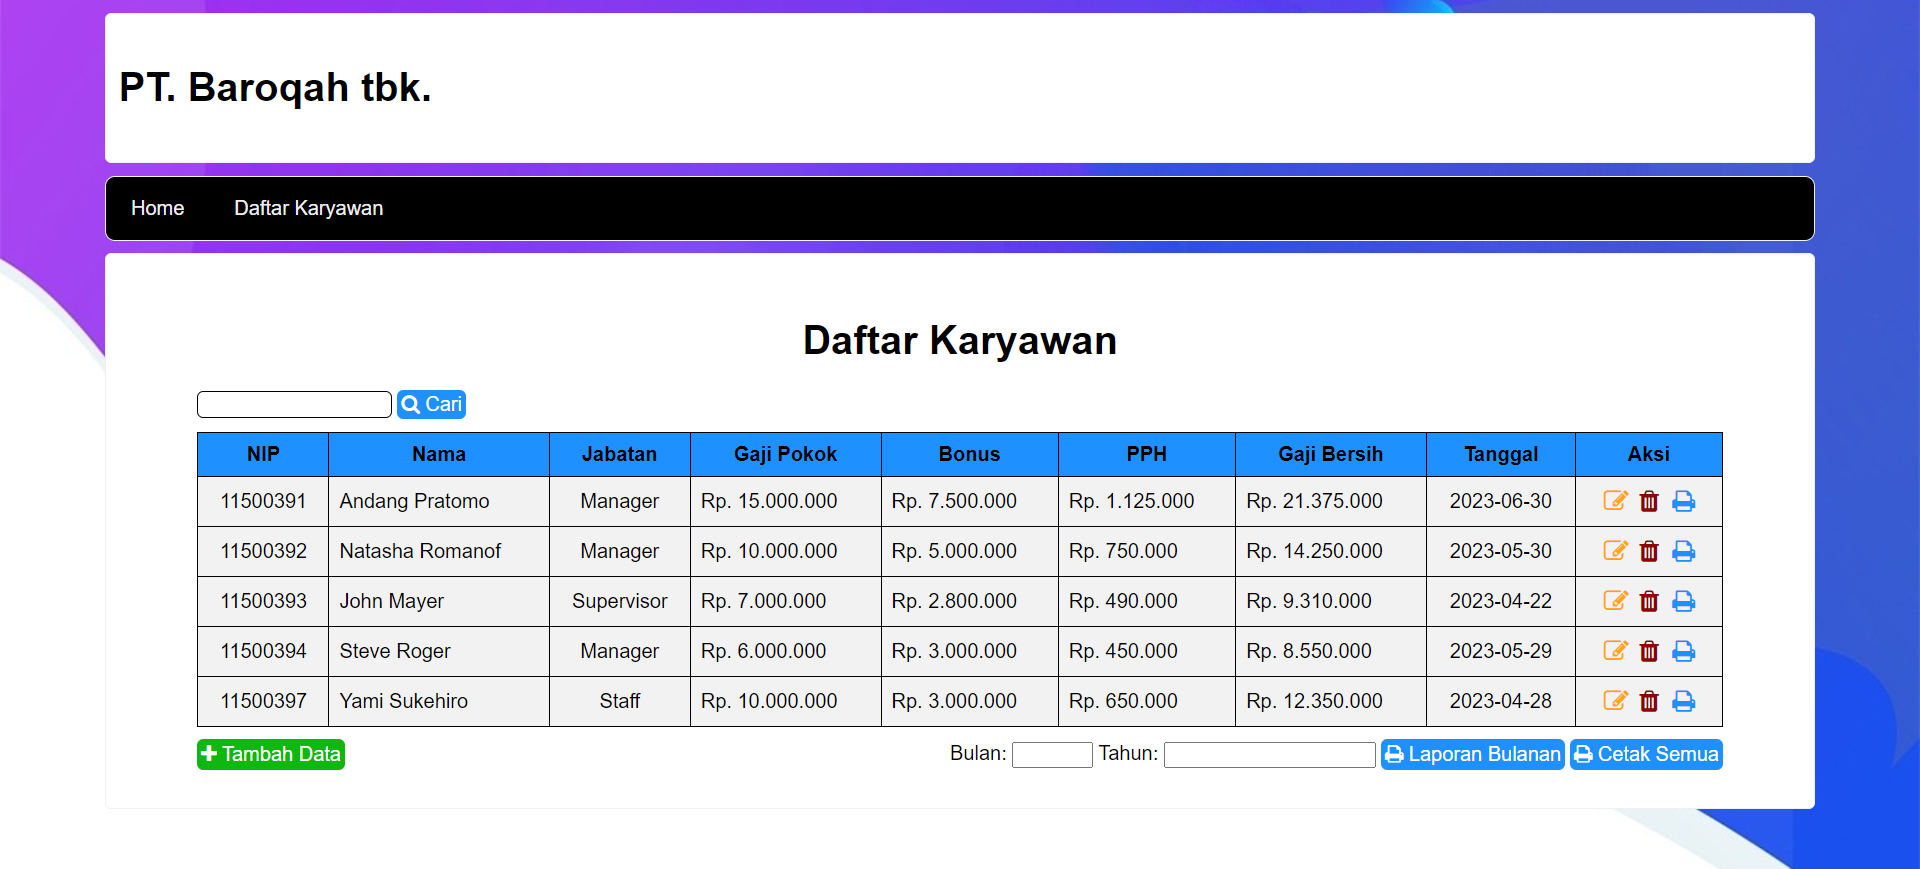 PT. Baroqah tbk.
Home Daftar Karyawan
Daftar Karyawan
Cari
NIP Nama Jabatan Gaji Pokok Bonus PPH Gaji Bersih Tanggal Aksi
11500391 Andang Pratomo Manager Rp. 15.000.000 Rp. 7.500.000 Rp. 1.125.000 Rp. 21.375.000 2023-06-30
11500392 Natasha Romanof Manager Rp. 10.000.000 Rp. 5.000.000 Rp. 750.000 Rp. 14.250.000 2023-05-30
11500393 John Mayer Supervisor Rp. 7.000.000 Rp. 2.800.000 Rp. 490.000 Rp. 9.310.000 2023-04-22
11500394 Steve Roger Manager Rp. 6.000.000 Rp. 3.000.000 Rp. 450.000 Rp. 8.550.000 2023-05-29
11500397 Yami Sukehiro Staff Rp. 10.000.000 Rp. 3.000.000 Rp. 650.000 Rp. 12.350.000 2023-04-28
Tambah Data Bulan: Tahun: Laporan Bulanan Cetak Semua